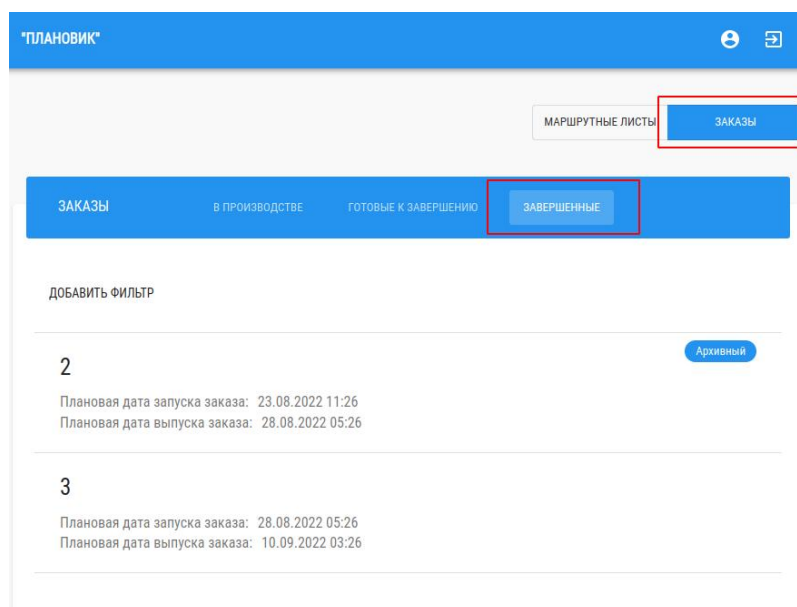 "ПЛАНОВИК"
МАРШРУТНЫЕ ЛИСТЫ
ЗАКАЗЫ
ЗАКАЗЫ
В ПРОИЗВОДСТВЕ
ГОТОВЫЕ К ЗАВЕРШЕНИЮ
ЗАВЕРШЕННЫЕ
ДОБАВИТЬ ФИЛЬТР
Архивный
2
Плановая дата запуска заказа: 23.08.2022 11:26
Плановая дата выпуска заказа: 28.08.2022 05:26
3
Плановая дата запуска заказа: 28.08.2022 05:26
Плановая дата выпуска заказа: 10.09.2022 03:26